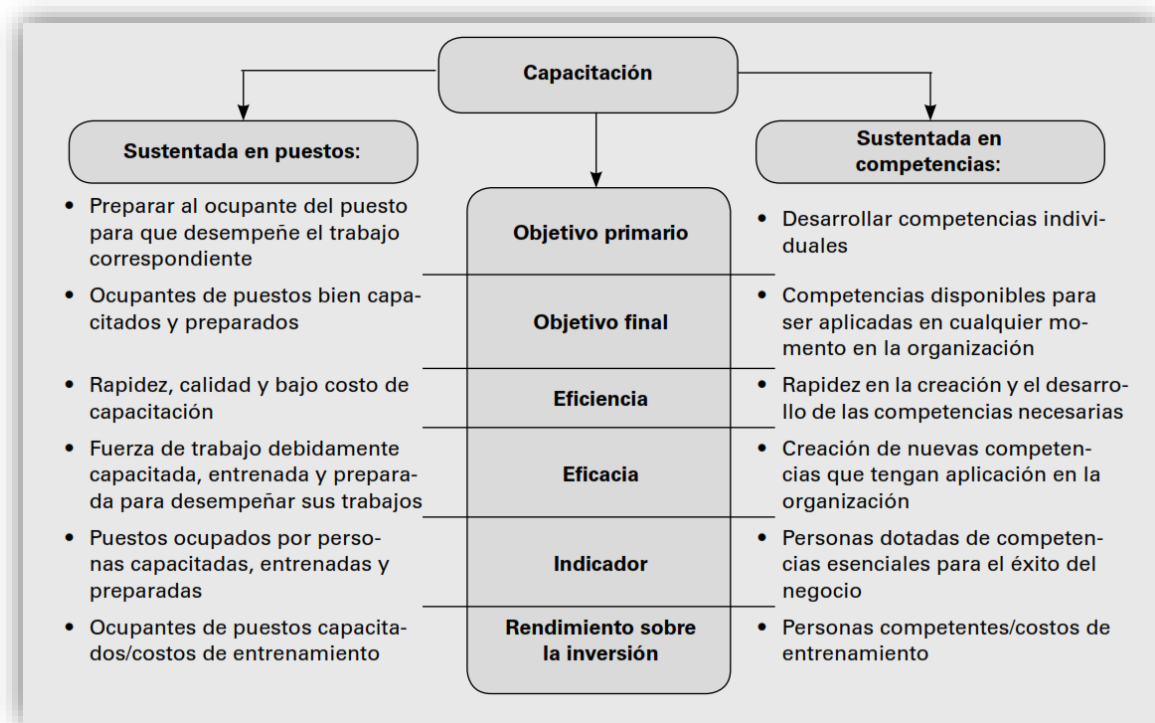 Capacitación
Sustentada en puestos:
Sustentada en
competencias:
• Preparar al ocupante del puesto
para que desempeñe el trabajo
correspondiente
Objetivo primario
• Desarrollar competencias indivi-
duales
• Ocupantes de puestos bien capa-
citados y preparados
Objetivo final
• Competencias disponibles para
ser aplicadas en cualquier mo-
mento en la organización
• Rapidez, calidad y bajo costo de
capacitación
Eficiencia
• Rapidez en la creación y el desarro-
llo de las competencias necesarias
• Fuerza de trabajo debidamente
capacitada, entrenada y prepara-
da para desempeñar sus trabajos
Eficacia
• Creación de nuevas competen-
cias que tengan aplicación en la
organización
• Puestos ocupados por perso-
nas capacitadas, entrenadas y
preparadas
Indicador
• Personas dotadas de competen-
cias esenciales para el éxito del
negocio
• Ocupantes de puestos capacita-
dos/costos de entrenamiento
Rendimiento sobre
la inversión
• Personas competentes/costos de
entrenamiento